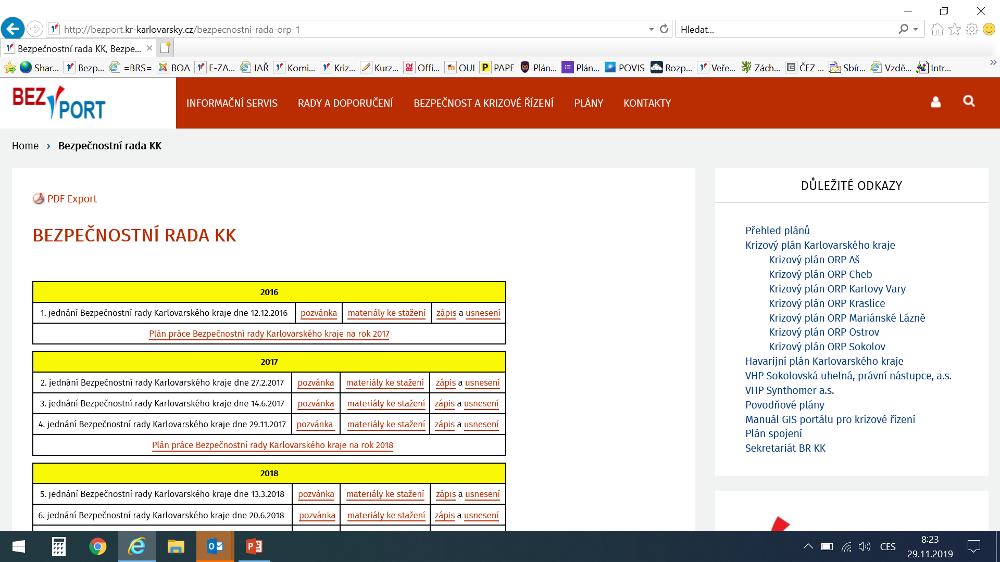 http://bezport.kr-karlovarsky.cz/bezpecnostni-rada-orp-1
Hledat...
Bezpečnostní rada KK, Bezpe...
Shar... Bezp... =BRS= BOA E-ZA... IAŘ Komi... Kriz... Kurz... Offi... OUI PAPE Plán... Plán... POVIS Rozp... Veře... Zách... ČEZ ... Sbír... Vzdě... Intr...
BEZPORT
INFORMAČNÍ SERVIS RADY A DOPORUČENÍ BEZPEČNOST A KRIZOVÉ ŘÍZENÍ PLÁNY KONTAKTY
Home › Bezpečnostní rada KK
PDF Export
BEZPEČNOSTNÍ RADA KK
2016
1. jednání Bezpečnostní rady Karlovarského kraje dne 12.12.2016 pozvánka materiály ke stažení zápis a usnesení
Plán práce Bezpečnostní rady Karlovarského kraje na rok 2017
2017
2. jednání Bezpečnostní rady Karlovarského kraje dne 27.2.2017 pozvánka materiály ke stažení zápis a usnesení
3. jednání Bezpečnostní rady Karlovarského kraje dne 14.6.2017 pozvánka materiály ke stažení zápis a usnesení
4. jednání Bezpečnostní rady Karlovarského kraje dne 29.11.2017 pozvánka materiály ke stažení zápis a usnesení
Plán práce Bezpečnostní rady Karlovarského kraje na rok 2018
2018
5. jednání Bezpečnostní rady Karlovarského kraje dne 13.3.2018 pozvánka materiály ke stažení zápis a usnesení
6. jednání Bezpečnostní rady Karlovarského kraje dne 20.6.2018 pozvánka materiály ke stažení zápis a usnesení
DŮLEŽITÉ ODKAZY
Přehled plánů
Krizový plán Karlovarského kraje
Krizový plán ORP Aš
Krizový plán ORP Cheb
Krizový plán ORP Karlovy Vary
Krizový plán ORP Kraslice
Krizový plán ORP Mariánské Lázně
Krizový plán ORP Ostrov
Krizový plán ORP Sokolov
Havarijní plán Karlovarského kraje
VHP Sokolovská uhelná, právní nástupce, a.s.
VHP Synthomer a.s.
Povodňové plány
Manuál GIS portálu pro krizové řízení
Plán spojení
Sekretariát BR KK
CES
8:23
29.11.2019